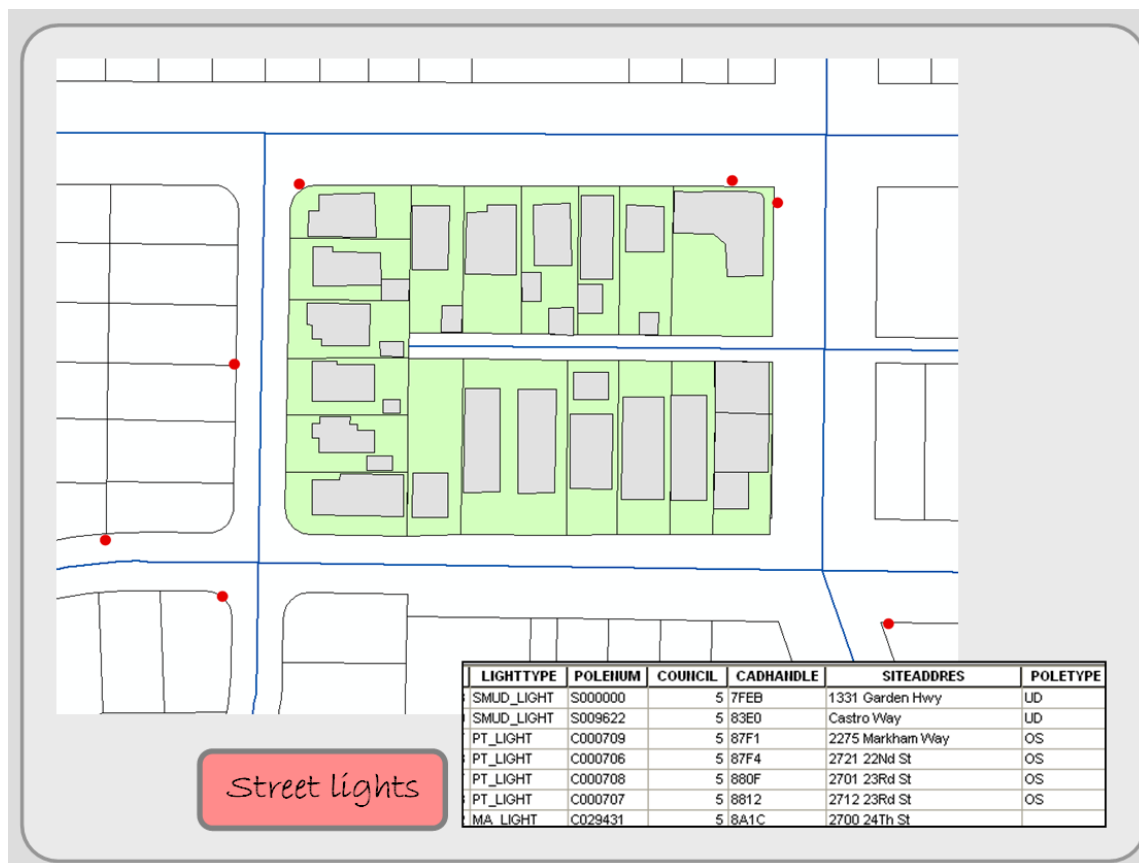 LIGHTTYPE POLENUM COUNCIL CADHANDLE SITEADDRES POLETYPE
SMUD_LIGHT S000000 5 7FEB 1331 Garden Hwy UD
SMUD_LIGHT S009622 5 83E0 Castro Way UD
PT_LIGHT C000709 5 87F1 2275 Markham Way OS
PT_LIGHT C000706 5 87F4 2721 22Nd St OS
PT_LIGHT C000708 5 880F 2701 23Rd St OS
PT_LIGHT C000707 5 8812 2712 23Rd St OS
MA_LIGHT C029431 5 8A1C 2700 24Th St
Street lights